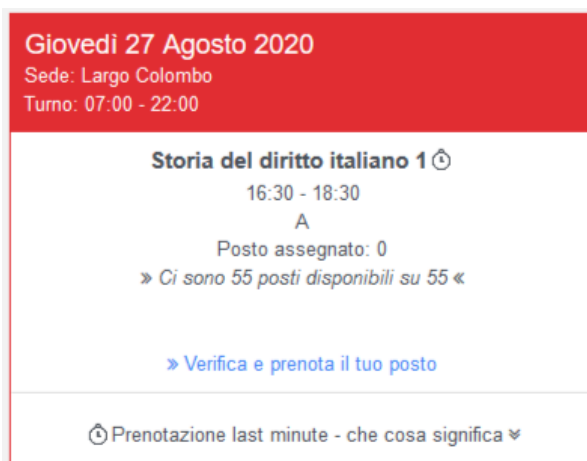 Giovedì 27 Agosto 2020
Sede: Largo Colombo
Turno: 07:00 - 22:00
Storia del diritto italiano 1
16:30 - 18:30
A
Posto assegnato: 0
» Ci sono 55 posti disponibili su 55 «
» Verifica e prenota il tuo posto
Prenotazione last minute - che cosa significa